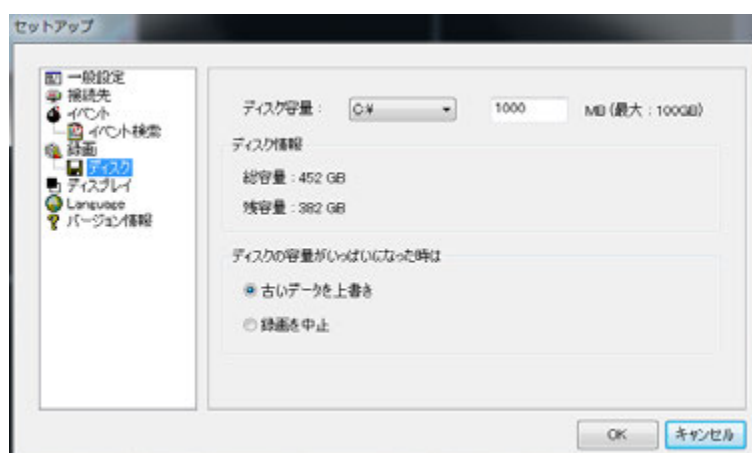 セットアップ
一般設定
接続先
イベント
イベント検索
録画
ディスク
ディスプレイ
Language
バージョン情報
ディスク容量： C:¥ 1000 MB (最大：100GB)
ディスク情報
総容量：452 GB
残容量：382 GB
ディスクの容量がいっぱいになった時は
古いデータを上書き
録画を中止
OK キャンセル